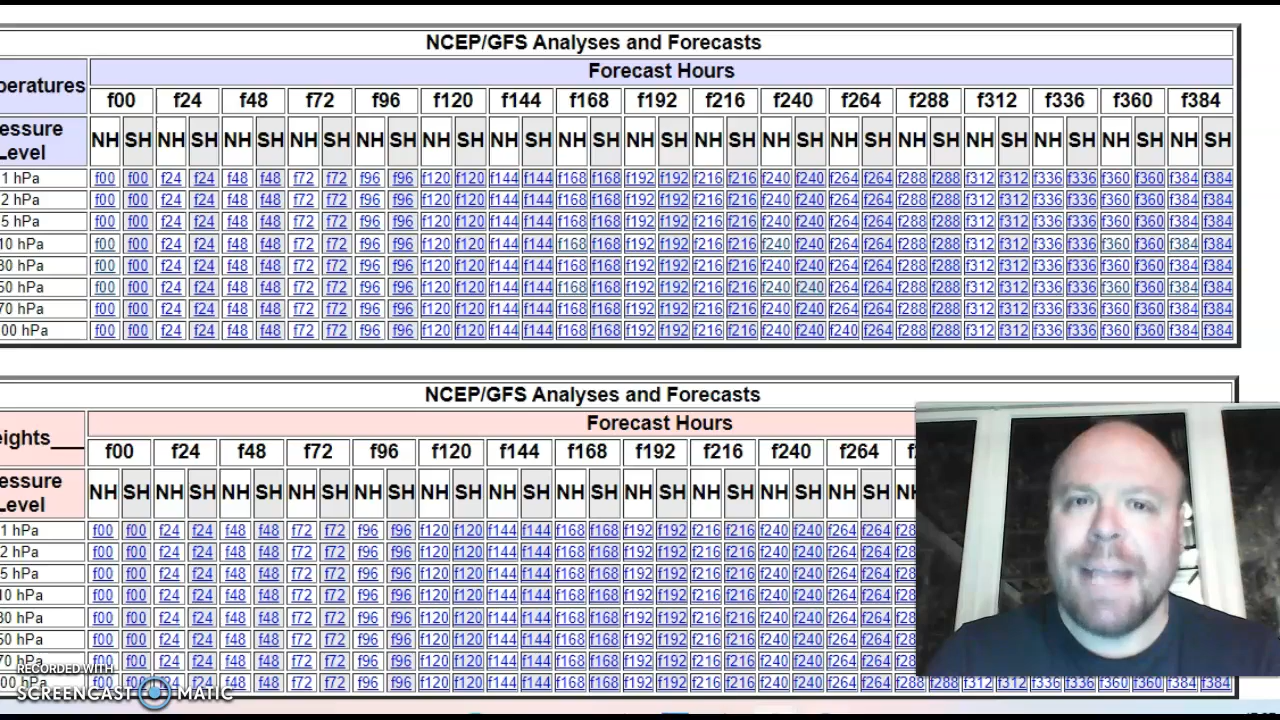 NCEP/GFS Analyses and Forecasts
peratures Forecast Hours
f00 f24 f48 f72 f96 f120 f144 f168 f192 f216 f240 f264 f288 f312 f336 f360 f384
essure Level NH SH NH SH NH SH NH SH NH SH NH SH NH SH NH SH NH SH NH SH NH SH NH SH NH SH NH SH NH SH NH SH NH SH
1 hPa f00 f00 f24 f24 f48 f48 f72 f72 f96 f96 f120 f120 f144 f144 f168 f168 f192 f192 f216 f216 f240 f240 f264 f264 f288 f288 f312 f312 f336 f336 f360 f360 f384 f384
2 hPa f00 f00 f24 f24 f48 f48 f72 f72 f96 f96 f120 f120 f144 f144 f168 f168 f192 f192 f216 f216 f240 f240 f264 f264 f288 f288 f312 f312 f336 f336 f360 f360 f384 f384
5 hPa f00 f00 f24 f24 f48 f48 f72 f72 f96 f96 f120 f120 f144 f144 f168 f168 f192 f192 f216 f216 f240 f240 f264 f264 f288 f288 f312 f312 f336 f336 f360 f360 f384 f384
10 hPa f00 f00 f24 f24 f48 f48 f72 f72 f96 f96 f120 f120 f144 f144 f168 f168 f192 f192 f216 f216 f240 f240 f264 f264 f288 f288 f312 f312 f336 f336 f360 f360 f384 f384
30 hPa f00 f00 f24 f24 f48 f48 f72 f72 f96 f96 f120 f120 f144 f144 f168 f168 f192 f192 f216 f216 f240 f240 f264 f264 f288 f288 f312 f312 f336 f336 f360 f360 f384 f384
50 hPa f00 f00 f24 f24 f48 f48 f72 f72 f96 f96 f120 f120 f144 f144 f168 f168 f192 f192 f216 f216 f240 f240 f264 f264 f288 f288 f312 f312 f336 f336 f360 f360 f384 f384
70 hPa f00 f00 f24 f24 f48 f48 f72 f72 f96 f96 f120 f120 f144 f144 f168 f168 f192 f192 f216 f216 f240 f240 f264 f264 f288 f288 f312 f312 f336 f336 f360 f360 f384 f384
00 hPa f00 f00 f24 f24 f48 f48 f72 f72 f96 f96 f120 f120 f144 f144 f168 f168 f192 f192 f216 f216 f240 f240 f240 f264 f288 f288 f312 f312 f336 f336 f360 f360 f384 f384
NCEP/GFS Analyses and Forecasts
eights___ Forecast Hours
f00 f24 f48 f72 f96 f120 f144 f168 f192 f216 f240 f264
essure Level NH SH NH SH NH SH NH SH NH SH NH SH NH SH NH SH NH SH NH SH NH SH NH SH
1 hPa f00 f00 f24 f24 f48 f48 f72 f72 f96 f96 f120 f120 f144 f144 f168 f168 f192 f192 f216 f216 f240 f240 f264 f264 f28
2 hPa f00 f00 f24 f24 f48 f48 f72 f72 f96 f96 f120 f120 f144 f144 f168 f168 f192 f192 f216 f216 f240 f240 f264 f264 f28
5 hPa f00 f00 f24 f24 f48 f48 f72 f72 f96 f96 f120 f120 f144 f144 f168 f168 f192 f192 f216 f216 f240 f240 f264 f264 f28
10 hPa f00 f00 f24 f24 f48 f48 f72 f72 f96 f96 f120 f120 f144 f144 f168 f168 f192 f192 f216 f216 f240 f240 f264 f264 f28
30 hPa f00 f00 f24 f24 f48 f48 f72 f72 f96 f96 f120 f120 f144 f144 f168 f168 f192 f192 f216 f216 f240 f240 f264 f264 f28
50 hPa f00 f00 f24 f24 f48 f48 f72 f72 f96 f96 f120 f120 f144 f144 f168 f168 f192 f192 f216 f216 f240 f240 f264 f264 f28
70 hPa f00 f00 f24 f24 f48 f48 f72 f72 f96 f96 f120 f120 f144 f144 f168 f168 f192 f192 f216 f216 f240 f240 f264 f264 f28
RECORDED WITH
00 hPa f00 f00 f24 f24 f48 f48 f72 f72 f96 f96 f120 f120 f144 f144 f168 f168 f192 f192 f216 f216 f240 f240 f264 f264 f288 f288 f312 f312 f336 f336 f360 f360 f384 f384
SCREENCAST MATIC